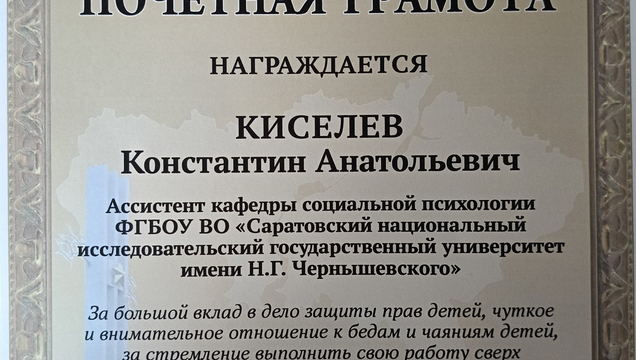 ПОЧЕТНАЯ ГРАМОТА
НАГРАЖДАЕТСЯ
КИСЕЛЕВ
Константин Анатольевич
Ассистент кафедры социальной психологии
ФГБОУ ВО «Саратовский национальный
исследовательский государственный университет
имени Н.Г. Чернышевского»
За большой вклад в дело защиты прав детей, чуткое
и внимательное отношение к бедам и чаяниям детей,
за стремление выполнить свою работу сверх